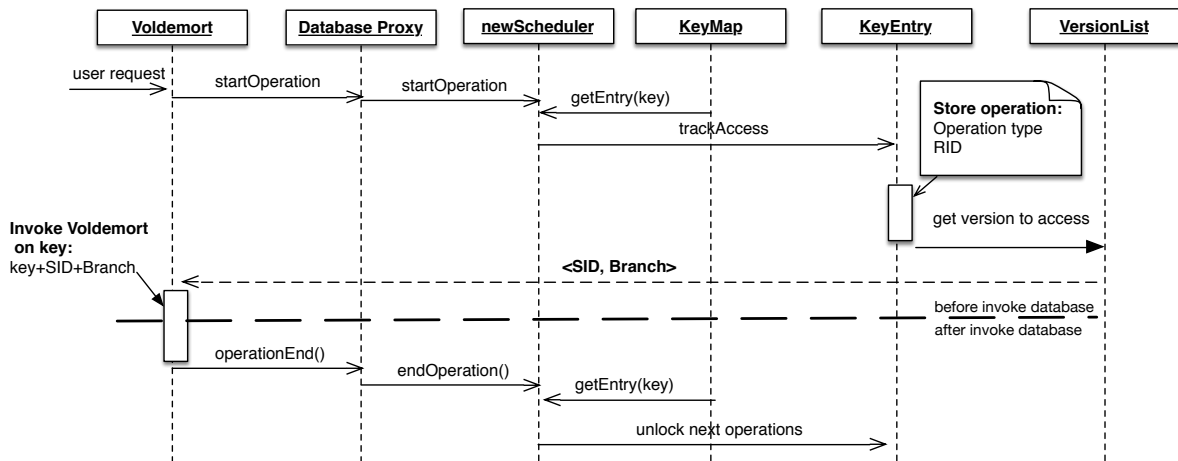 Voldemort
Database Proxy
newScheduler
KeyMap
KeyEntry
VersionList
user request
startOperation
startOperation
getEntry(key)
trackAccess
Store operation:
Operation type
RID
get version to access
Invoke Voldemort
on key:
key+SID+Branch
<SID, Branch>
before invoke database
after invoke database
operationEnd()
endOperation()
getEntry(key)
unlock next operations